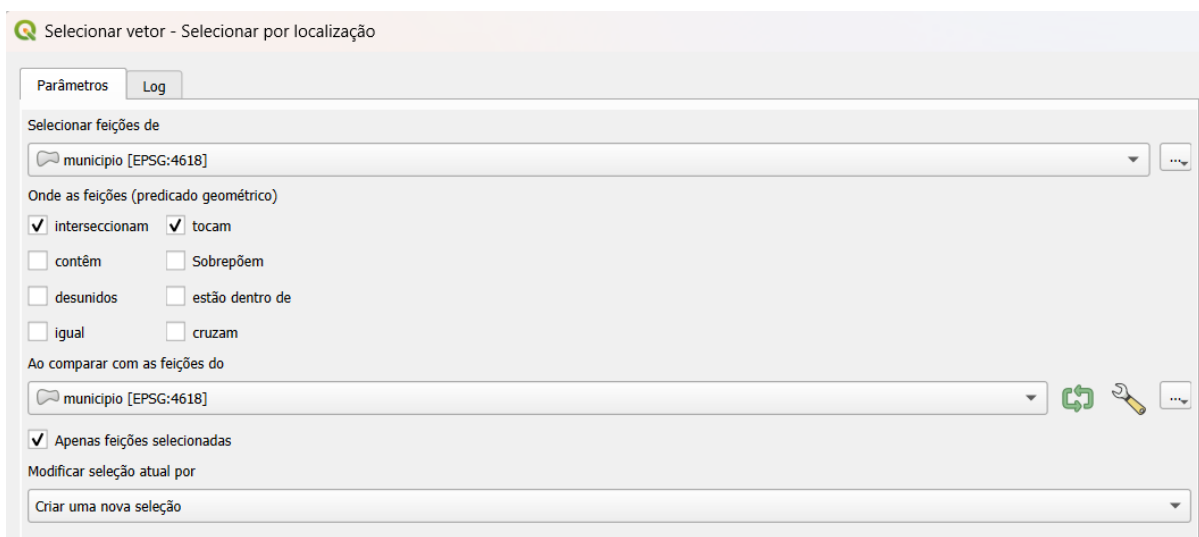 Selecionar vetor - Selecionar por localização
Parâmetros Log
Selecionar feições de
municipio [EPSG:4618]
...
Onde as feições (predicado geométrico)
interseccionam tocam
contêm Sobrepõem
desunidos estão dentro de
igual cruzam
Ao comparar com as feições do
municipio [EPSG:4618]
...
Apenas feições selecionadas
Modificar seleção atual por
Criar uma nova seleção